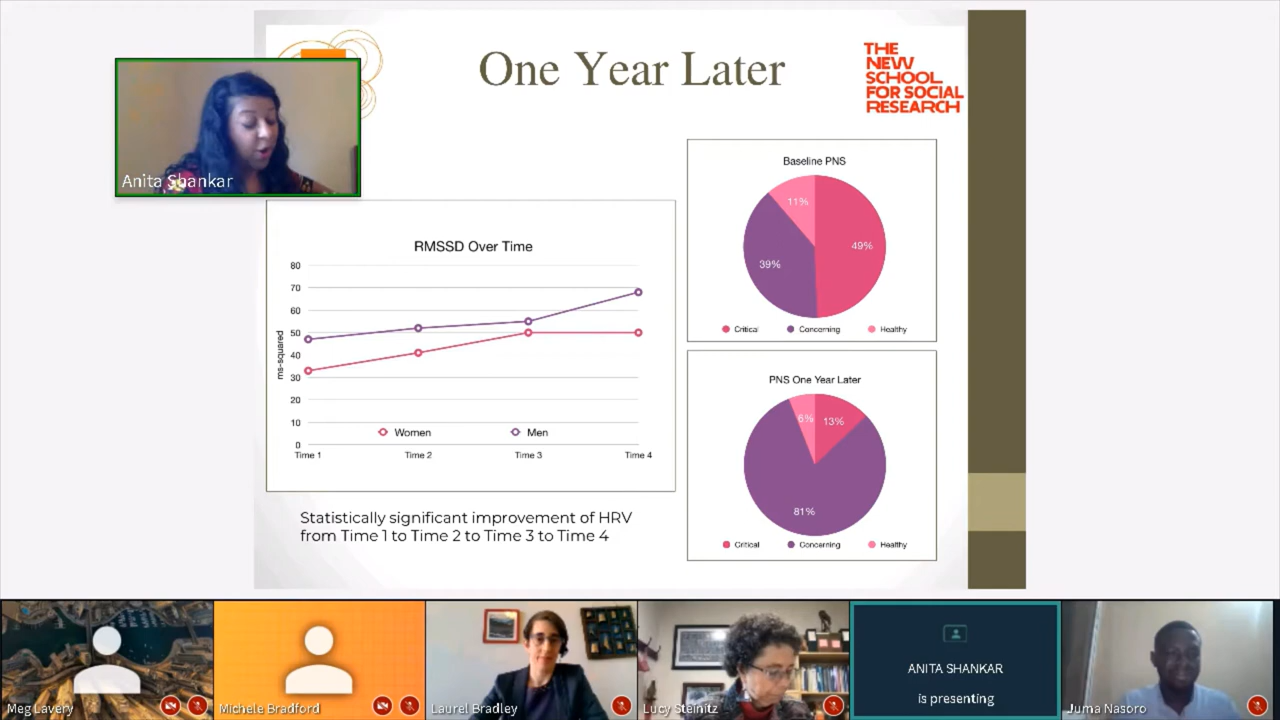 One Year Later
THE
NEW
SCHOOL
FOR SOCIAL
RESEARCH
Anita Shankar
RMSSD Over Time
ms-squared
80
70
60
50
40
30
20
10
0
Time 1 Time 2 Time 3 Time 4
Women Men
Statistically significant improvement of HRV
from Time 1 to Time 2 to Time 3 to Time 4
Baseline PNS
11%
49%
39%
Critical Concerning Healthy
PNS One Year Later
6%
13%
81%
Critical Concerning Healthy
Meg Lavery
Michele Bradford
Laurel Bradley
Lucy Steinitz
ANITA SHANKAR
is presenting
Juma Nasoro